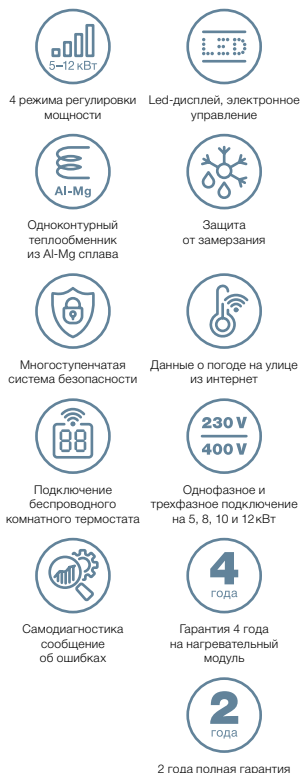 5–12 кВт
4 режима регулировки
мощности
LED
Led-дисплей, электронное
управление
Al-Mg
Одноконтурный
теплообменник
из Al-Mg сплава
Защита
от замерзания
Многоступенчатая
система безопасности
Данные о погоде на улице
из интернет
88
Подключение
беспроводного
комнатного термостата
230 V
400 V
Однофазное и
трехфазное подключение
на 5, 8, 10 и 12 кВт
Самодиагностика
сообщение
об ошибках
4
года
Гарантия 4 года
на нагревательный
модуль
2
года
2 года полная гарантия